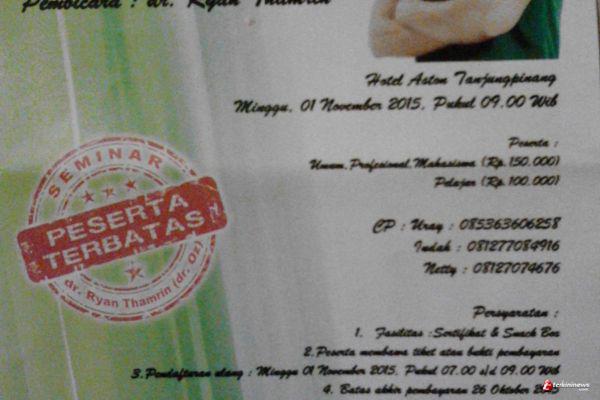 Pembicara : dr. Ryan Thamrin
Hotel Aston Tanjungpinang
Minggu, 01 November 2015, Pukul 09.00 Wib
Peserta :
Umum,Profesional,Mahasiswa (Rp.150.000)
Pelajar (Rp.100.000)
CP : Uray : 085363606258
Indah : 081277084916
Netty : 08127074676
SEMINAR
PESERTA
TERBATAS
dr. Ryan Thamrin (dr. Oz)
Persyaratan :
1. Fasilitas :Sertifikat & Snack Box
2.Peserta membawa tiket atau bukti pembayaran
3.Pendaftaran ulang : Minggu 01 November 2015, Pukul 07.00 s/d 09.00 Wib
4. Batas akhir pembayaran 26 Oktober 2015
terkininews